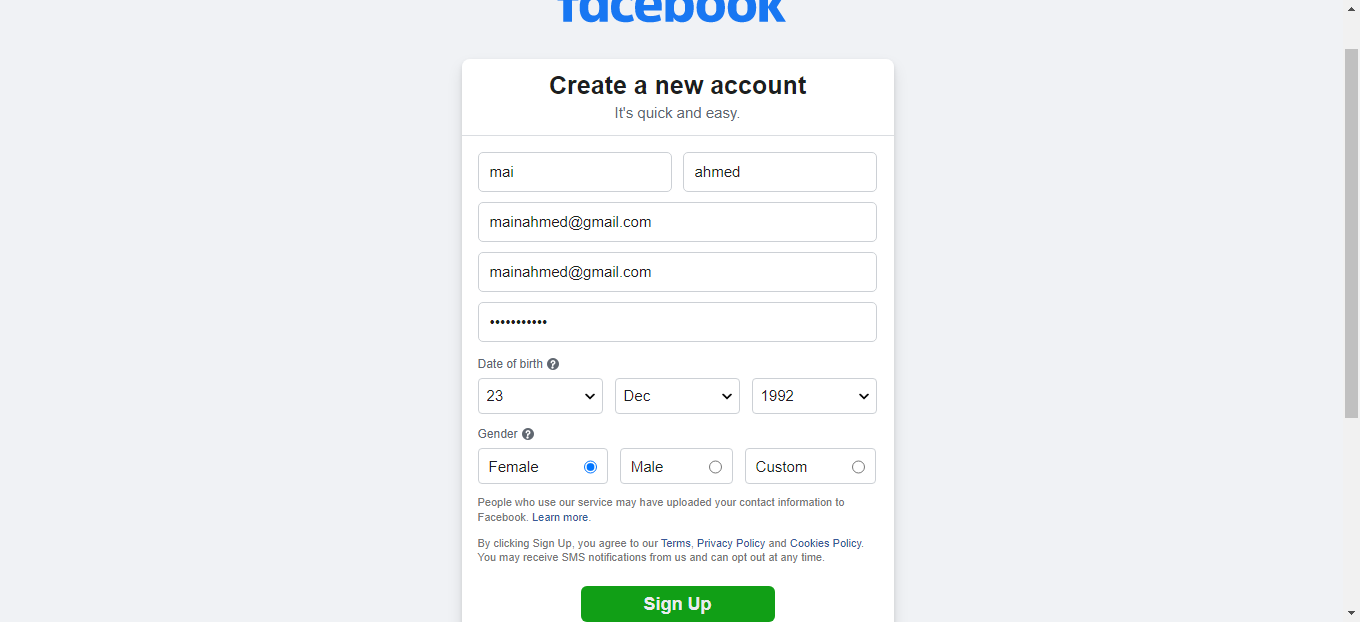 facebook
Create a new account
It's quick and easy.
mai ahmed
mainahmed@gmail.com
mainahmed@gmail.com
•••••••••••
Date of birth
23 Dec 1992
Gender
Female Male Custom
People who use our service may have uploaded your contact information to
Facebook. Learn more.
By clicking Sign Up, you agree to our Terms, Privacy Policy and Cookies Policy.
You may receive SMS notifications from us and can opt out at any time.
Sign Up